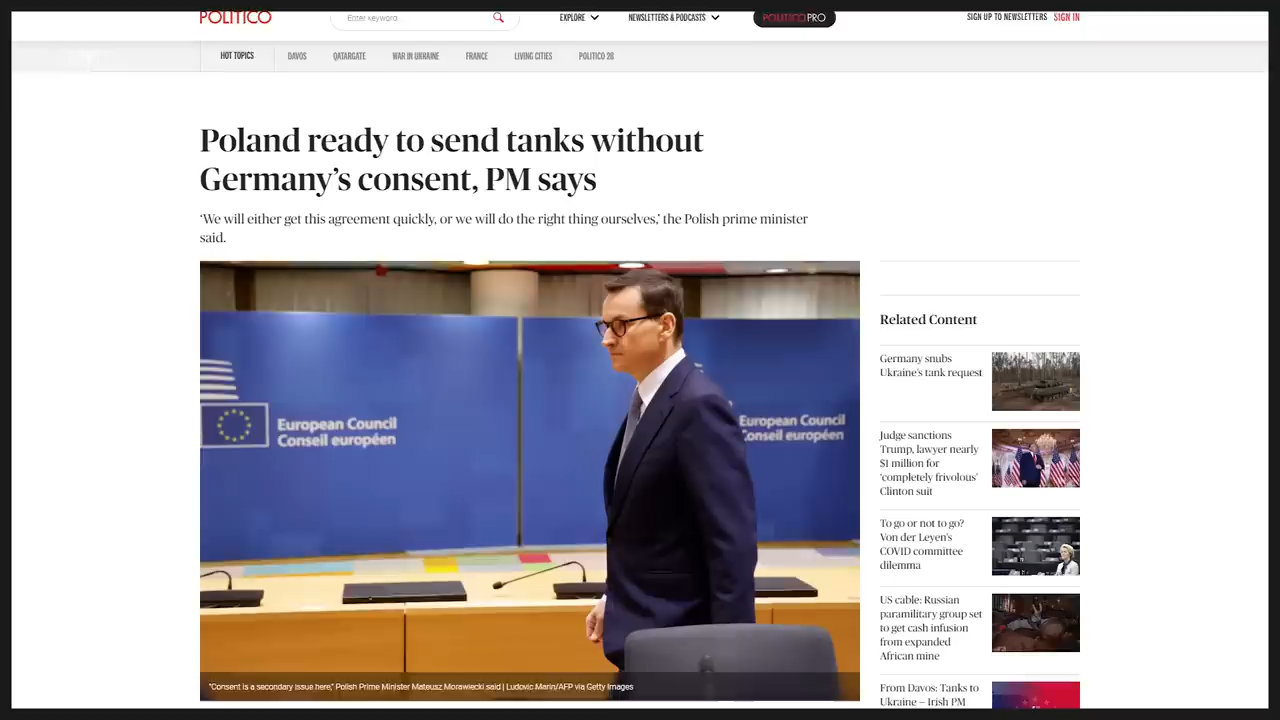 POLITICO
Enter keyword
EXPLORE
NEWSLETTERS & PODCASTS
POLITICO PRO
SIGN UP TO NEWSLETTERS
SIGN IN
HOT TOPICS
DAVOS
QATARGATE
WAR IN UKRAINE
FRANCE
LIVING CITIES
POLITICO 28
Poland ready to send tanks without
Germany’s consent, PM says
‘We will either get this agreement quickly, or we will do the right thing ourselves,’ the Polish prime minister
said.
European Council
Conseil européen
European Council
Conseil européen
"Consent is a secondary issue here," Polish Prime Minister Mateusz Morawiecki said | Ludovic Marin/AFP via Getty Images
Related Content
Germany snubs
Ukraine’s tank request
Judge sanctions
Trump, lawyer nearly
$1 million for
‘completely frivolous’
Clinton suit
To go or not to go?
Von der Leyen’s
COVID committee
dilemma
US cable: Russian
paramilitary group set
to get cash infusion
from expanded
African mine
From Davos: Tanks to
Ukraine – Irish PM